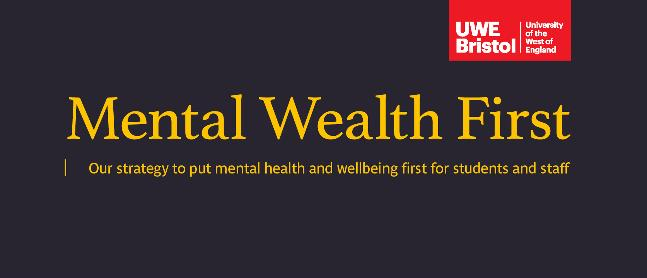 UWE
Bristol
University
of the
West of
England
Mental Wealth First
Our strategy to put mental health and wellbeing first for students and staff